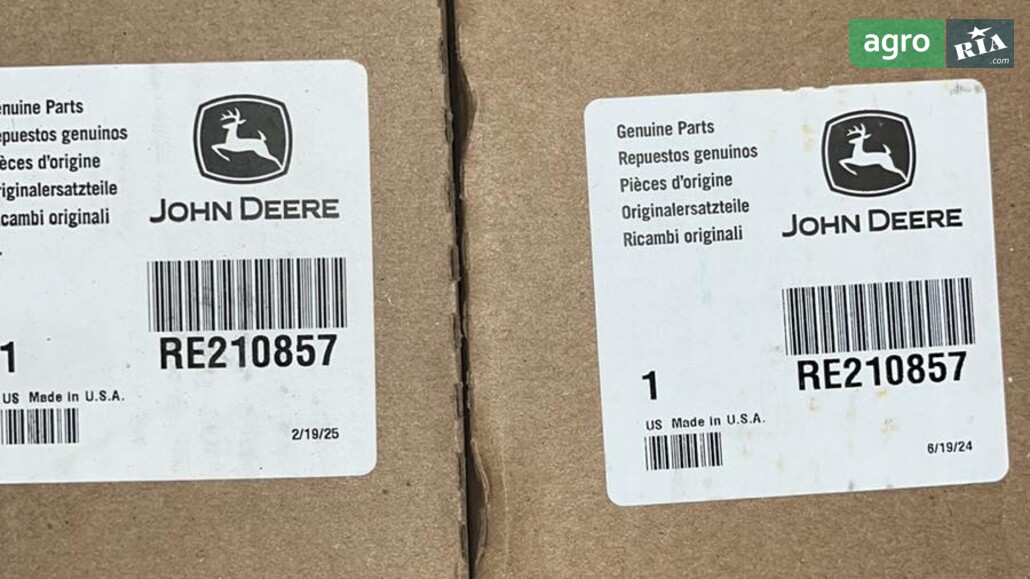 agro
RIA
.com
enuine Parts
epuestos genuinos
èces d'origine
riginalersatzteile
icambi originali
JOHN DEERE
RE210857
1
US Made in U.S.A.
2/19/25
Genuine Parts
Repuestos genuinos
Pièces d'origine
Originalersatzteile
Ricambi originali
JOHN DEERE
RE210857
1
US Made in U.S.A.
6/19/24